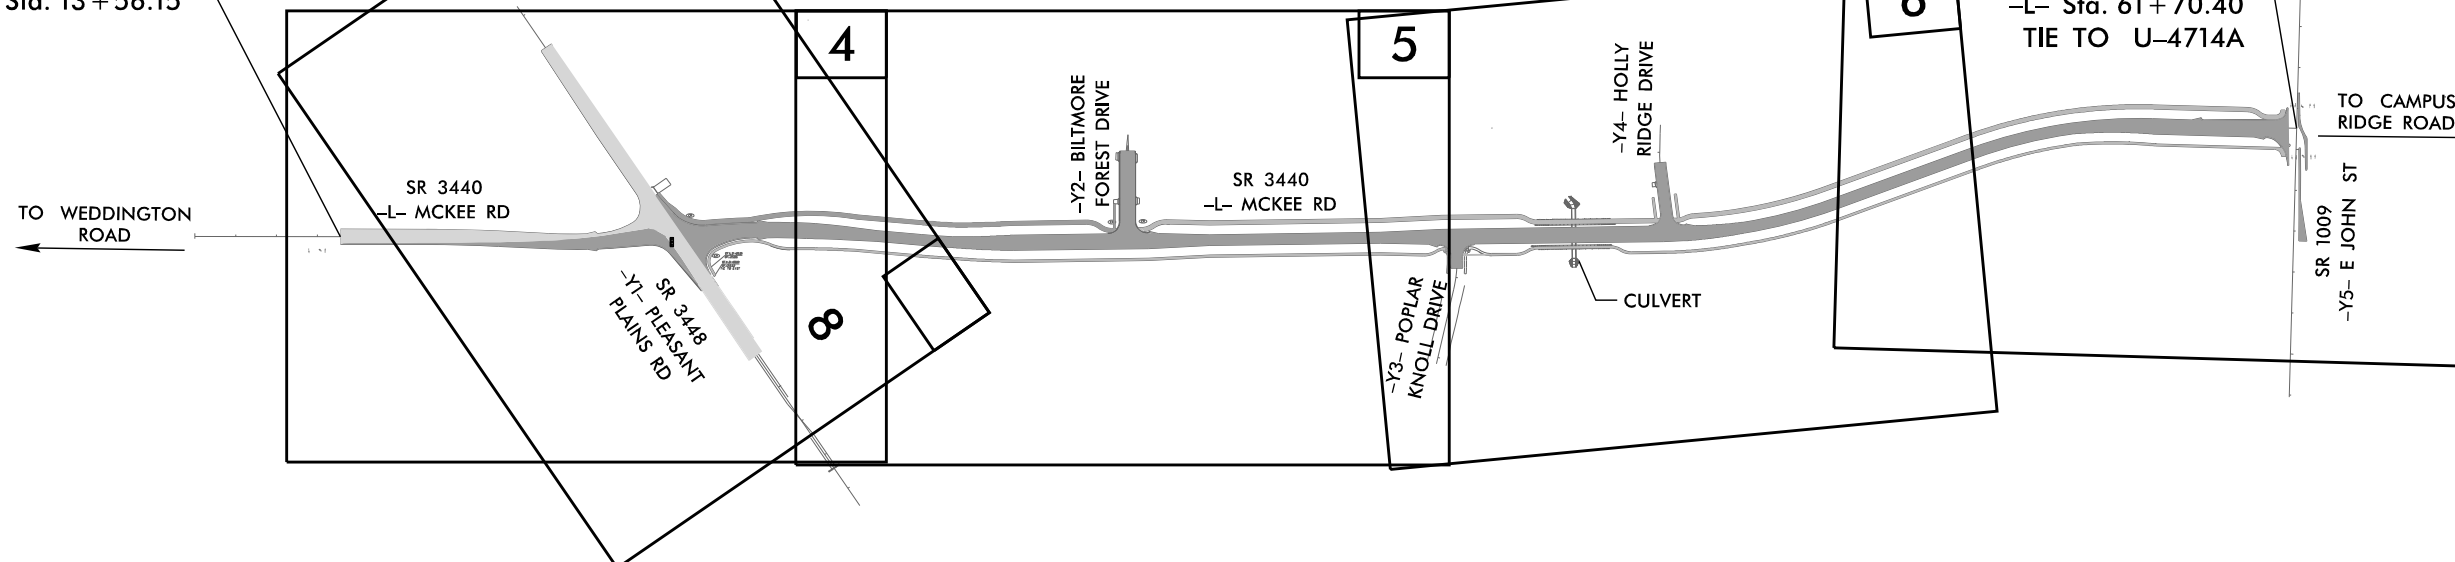 Sta. 13+56.15
4
5
6
-L- Sta. 61+70.40
TIE TO U-4714A
TO WEDDINGTON
ROAD
SR 3440
-L- MCKEE RD
-Y2- BILTMORE
FOREST DRIVE
SR 3440
-L- MCKEE RD
-Y4- HOLLY
RIDGE DRIVE
TO CAMPUS
RIDGE ROAD
SR 1009
-Y5- E JOHN ST
SR 3448
-Y1- PLEASANT
PLAINS RD
8
-Y3- POPLAR
KNOLL DRIVE
CULVERT